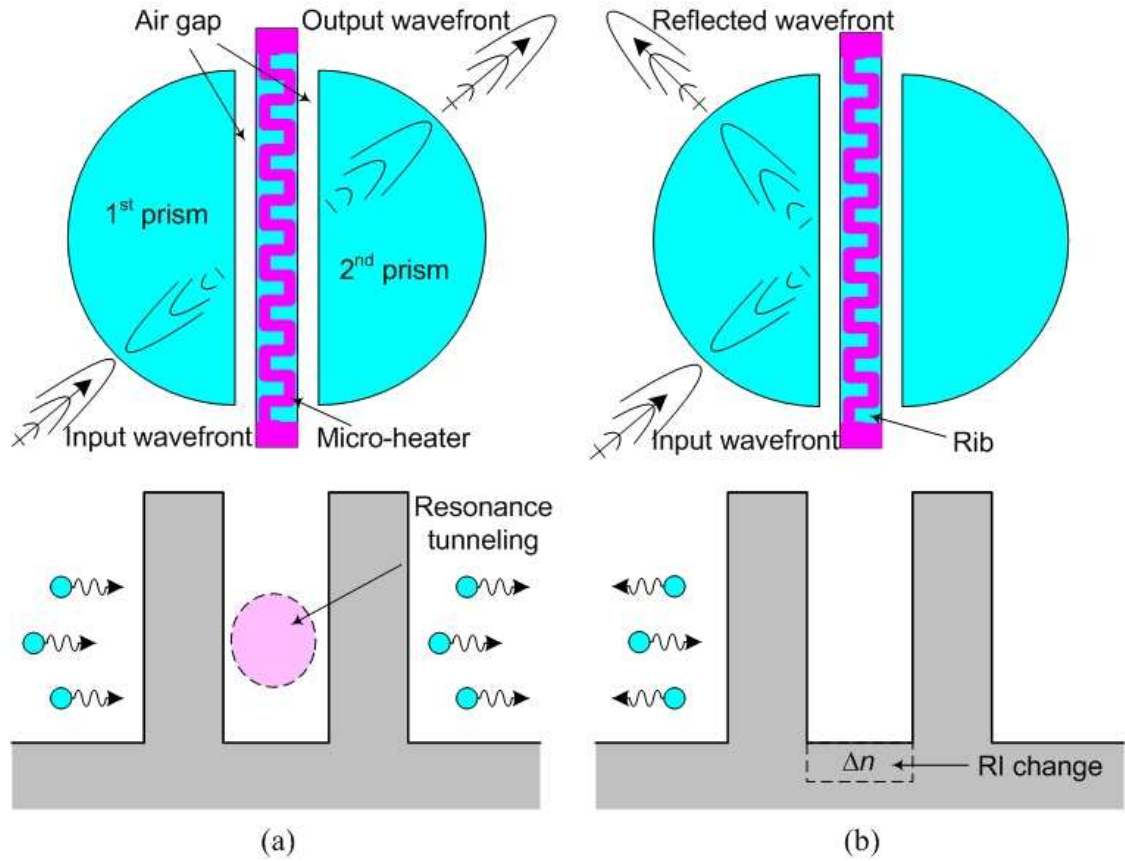 Air gap
Output wavefront
1st prism
2nd prism
Input wavefront
Micro-heater
Reflected wavefront
Input wavefront
Rib
Resonance
tunneling
(a)
Δn
RI change
(b)